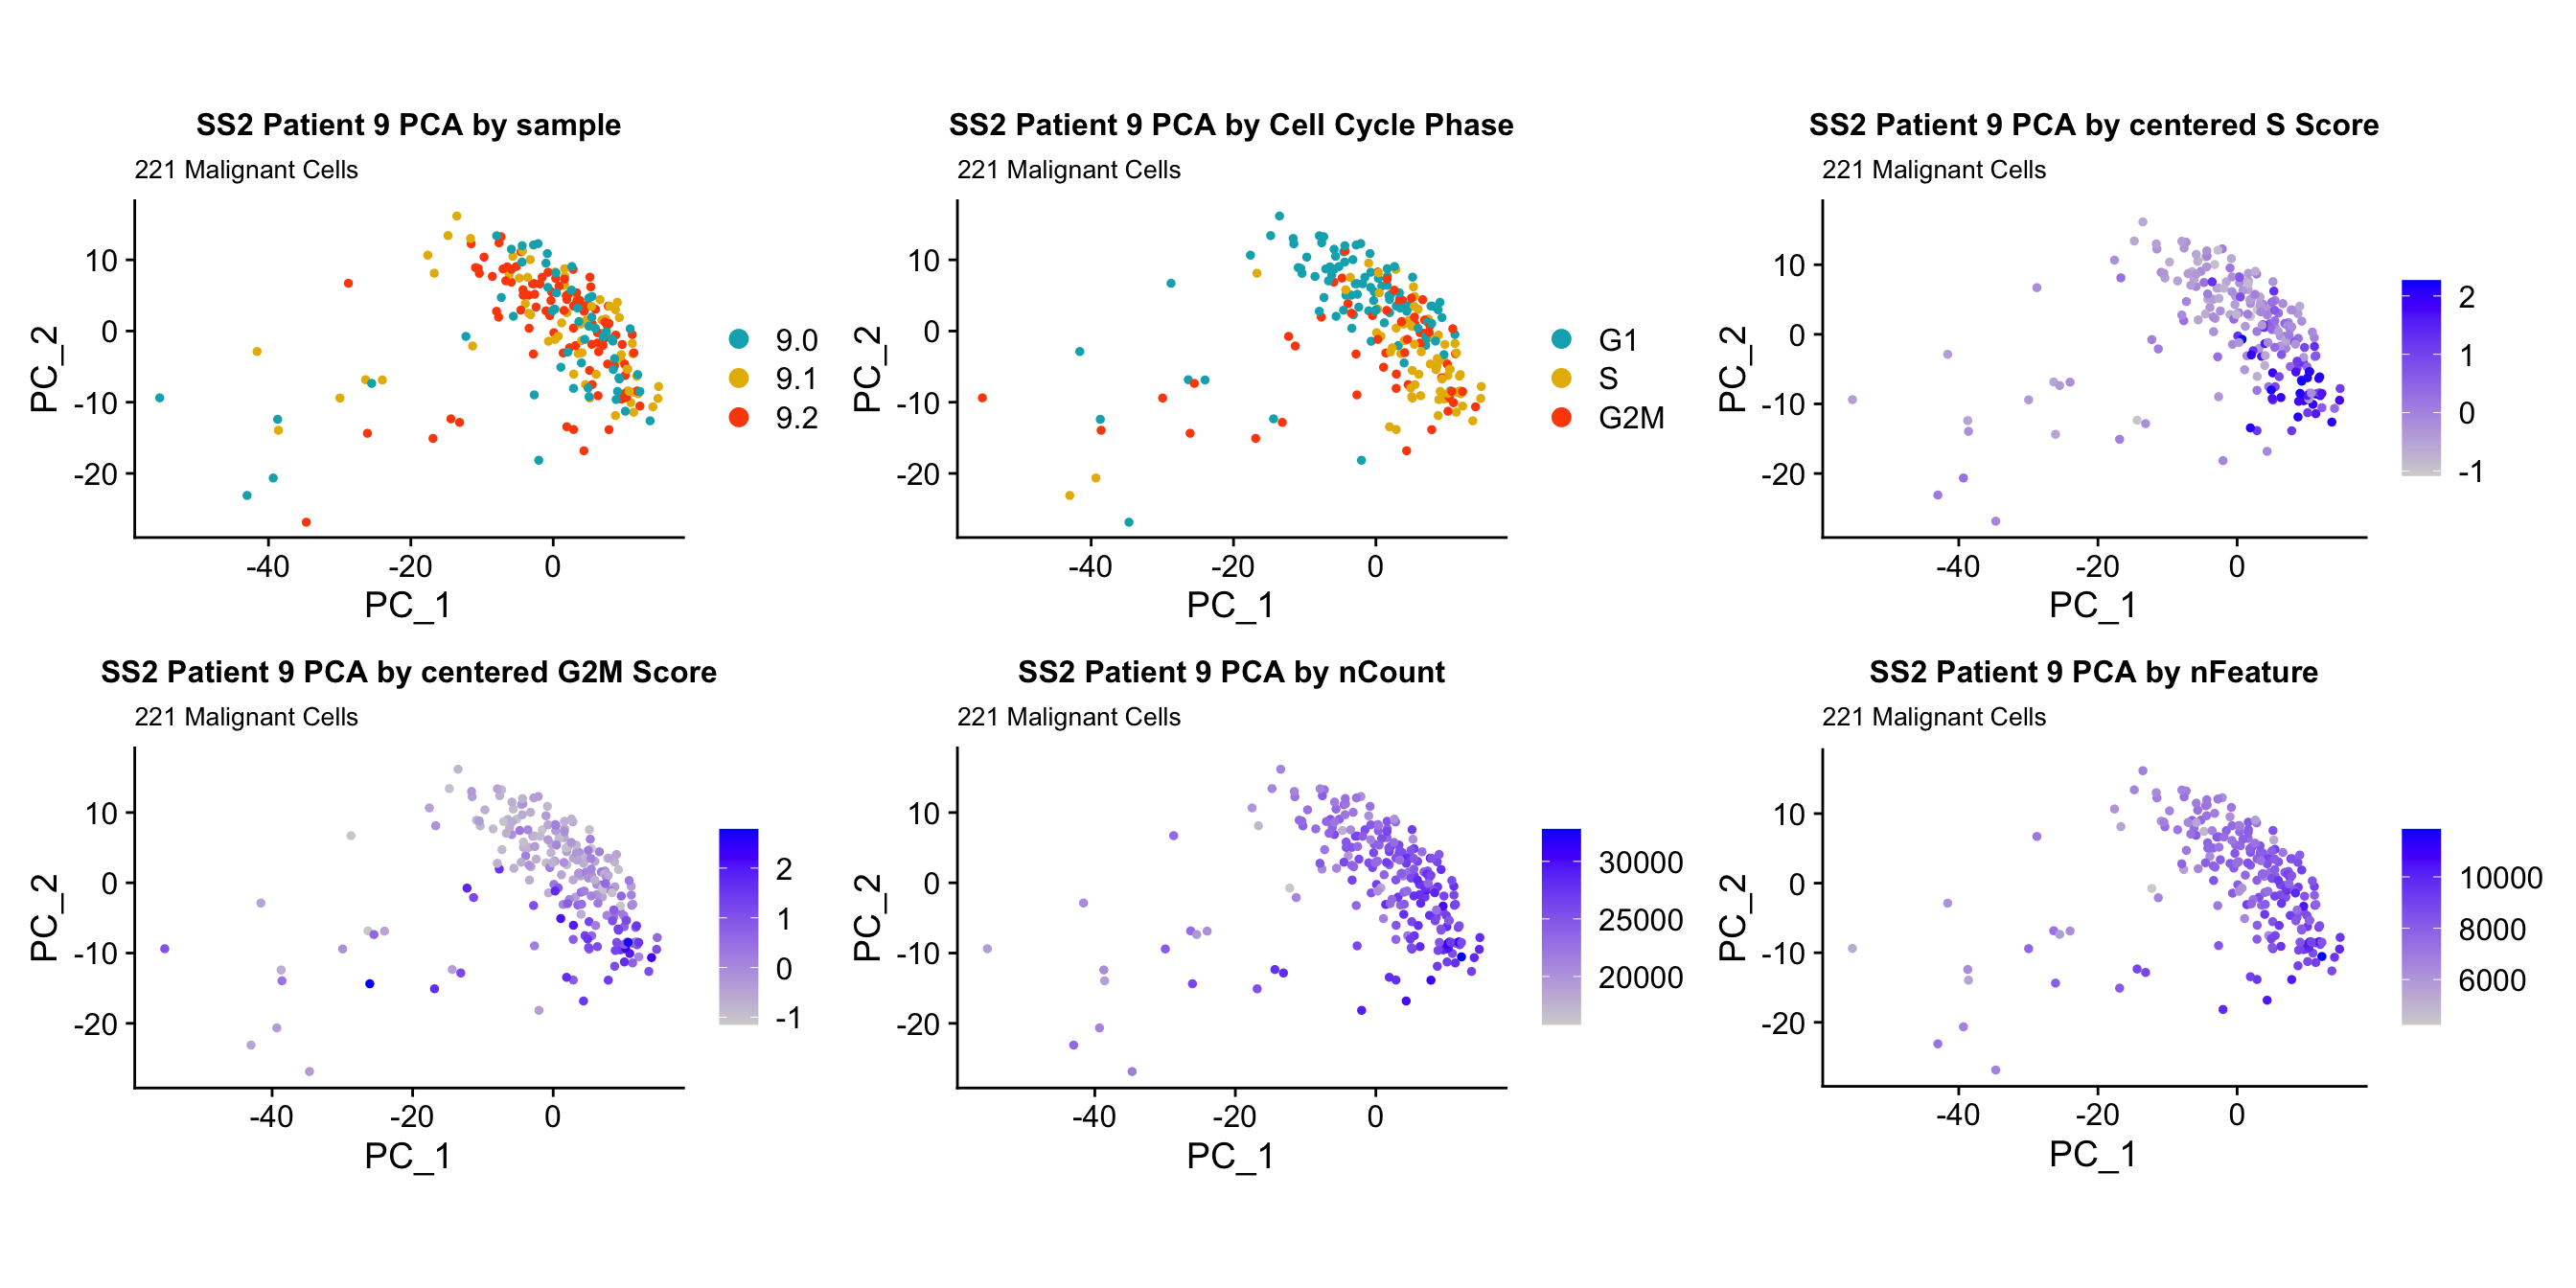 SS2 Patient 9 PCA by sample
221 Malignant Cells
10
0
-10
-20
PC_2
-40
-20
0
PC_1
9.0
9.1
9.2
SS2 Patient 9 PCA by Cell Cycle Phase
221 Malignant Cells
10
0
-10
-20
PC_2
-40
-20
0
PC_1
G1
S
G2M
SS2 Patient 9 PCA by centered S Score
221 Malignant Cells
10
0
-10
-20
PC_2
-40
-20
0
PC_1
2
1
0
-1
SS2 Patient 9 PCA by centered G2M Score
221 Malignant Cells
10
0
-10
-20
PC_2
-40
-20
0
PC_1
2
1
0
-1
SS2 Patient 9 PCA by nCount
221 Malignant Cells
10
0
-10
-20
PC_2
-40
-20
0
PC_1
30000
25000
20000
SS2 Patient 9 PCA by nFeature
221 Malignant Cells
10
0
-10
-20
PC_2
-40
-20
0
PC_1
10000
8000
6000